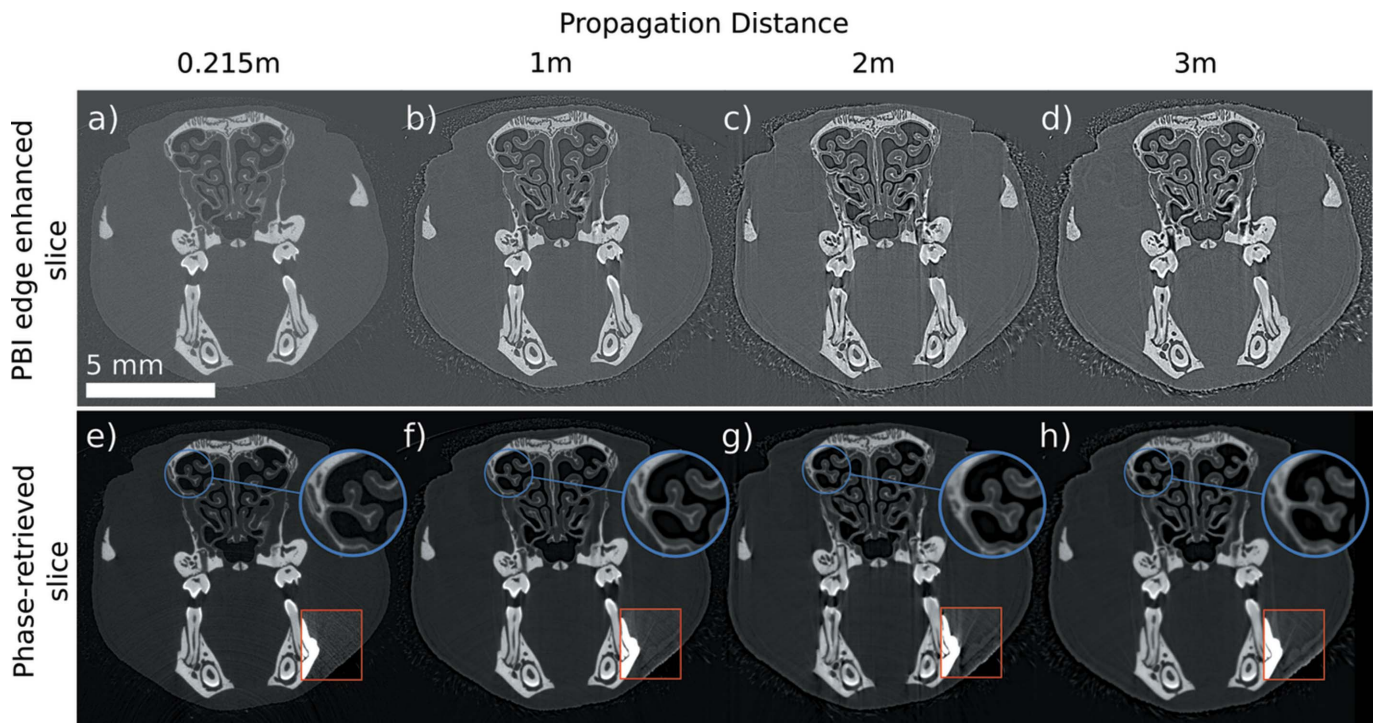 Propagation Distance
0.215m 1m 2m 3m
PBI edge enhanced
slice
a) b) c) d)
5 mm
Phase-retrieved
slice
e) f) g) h)